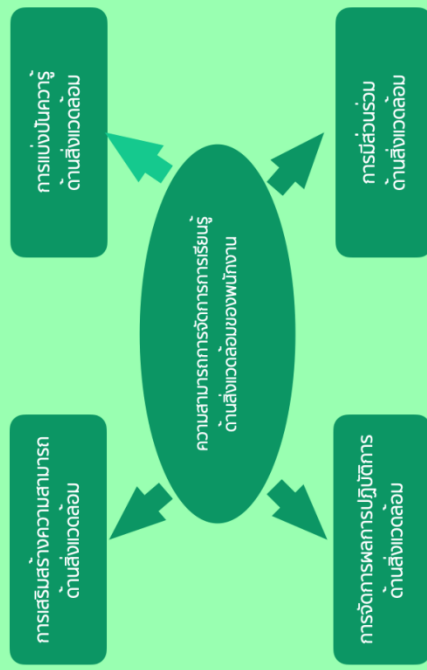 การเสริมสร้างความสามารถ
ด้านสิ่งแวดล้อม
การแบ่งปันความรู้
ด้านสิ่งแวดล้อม
ความสามารถการจัดการการเรียนรู้
ด้านสิ่งแวดล้อมของพนักงาน
การจัดการผลการปฏิบัติการ
ด้านสิ่งแวดล้อม
การมีส่วนร่วม
ด้านสิ่งแวดล้อม